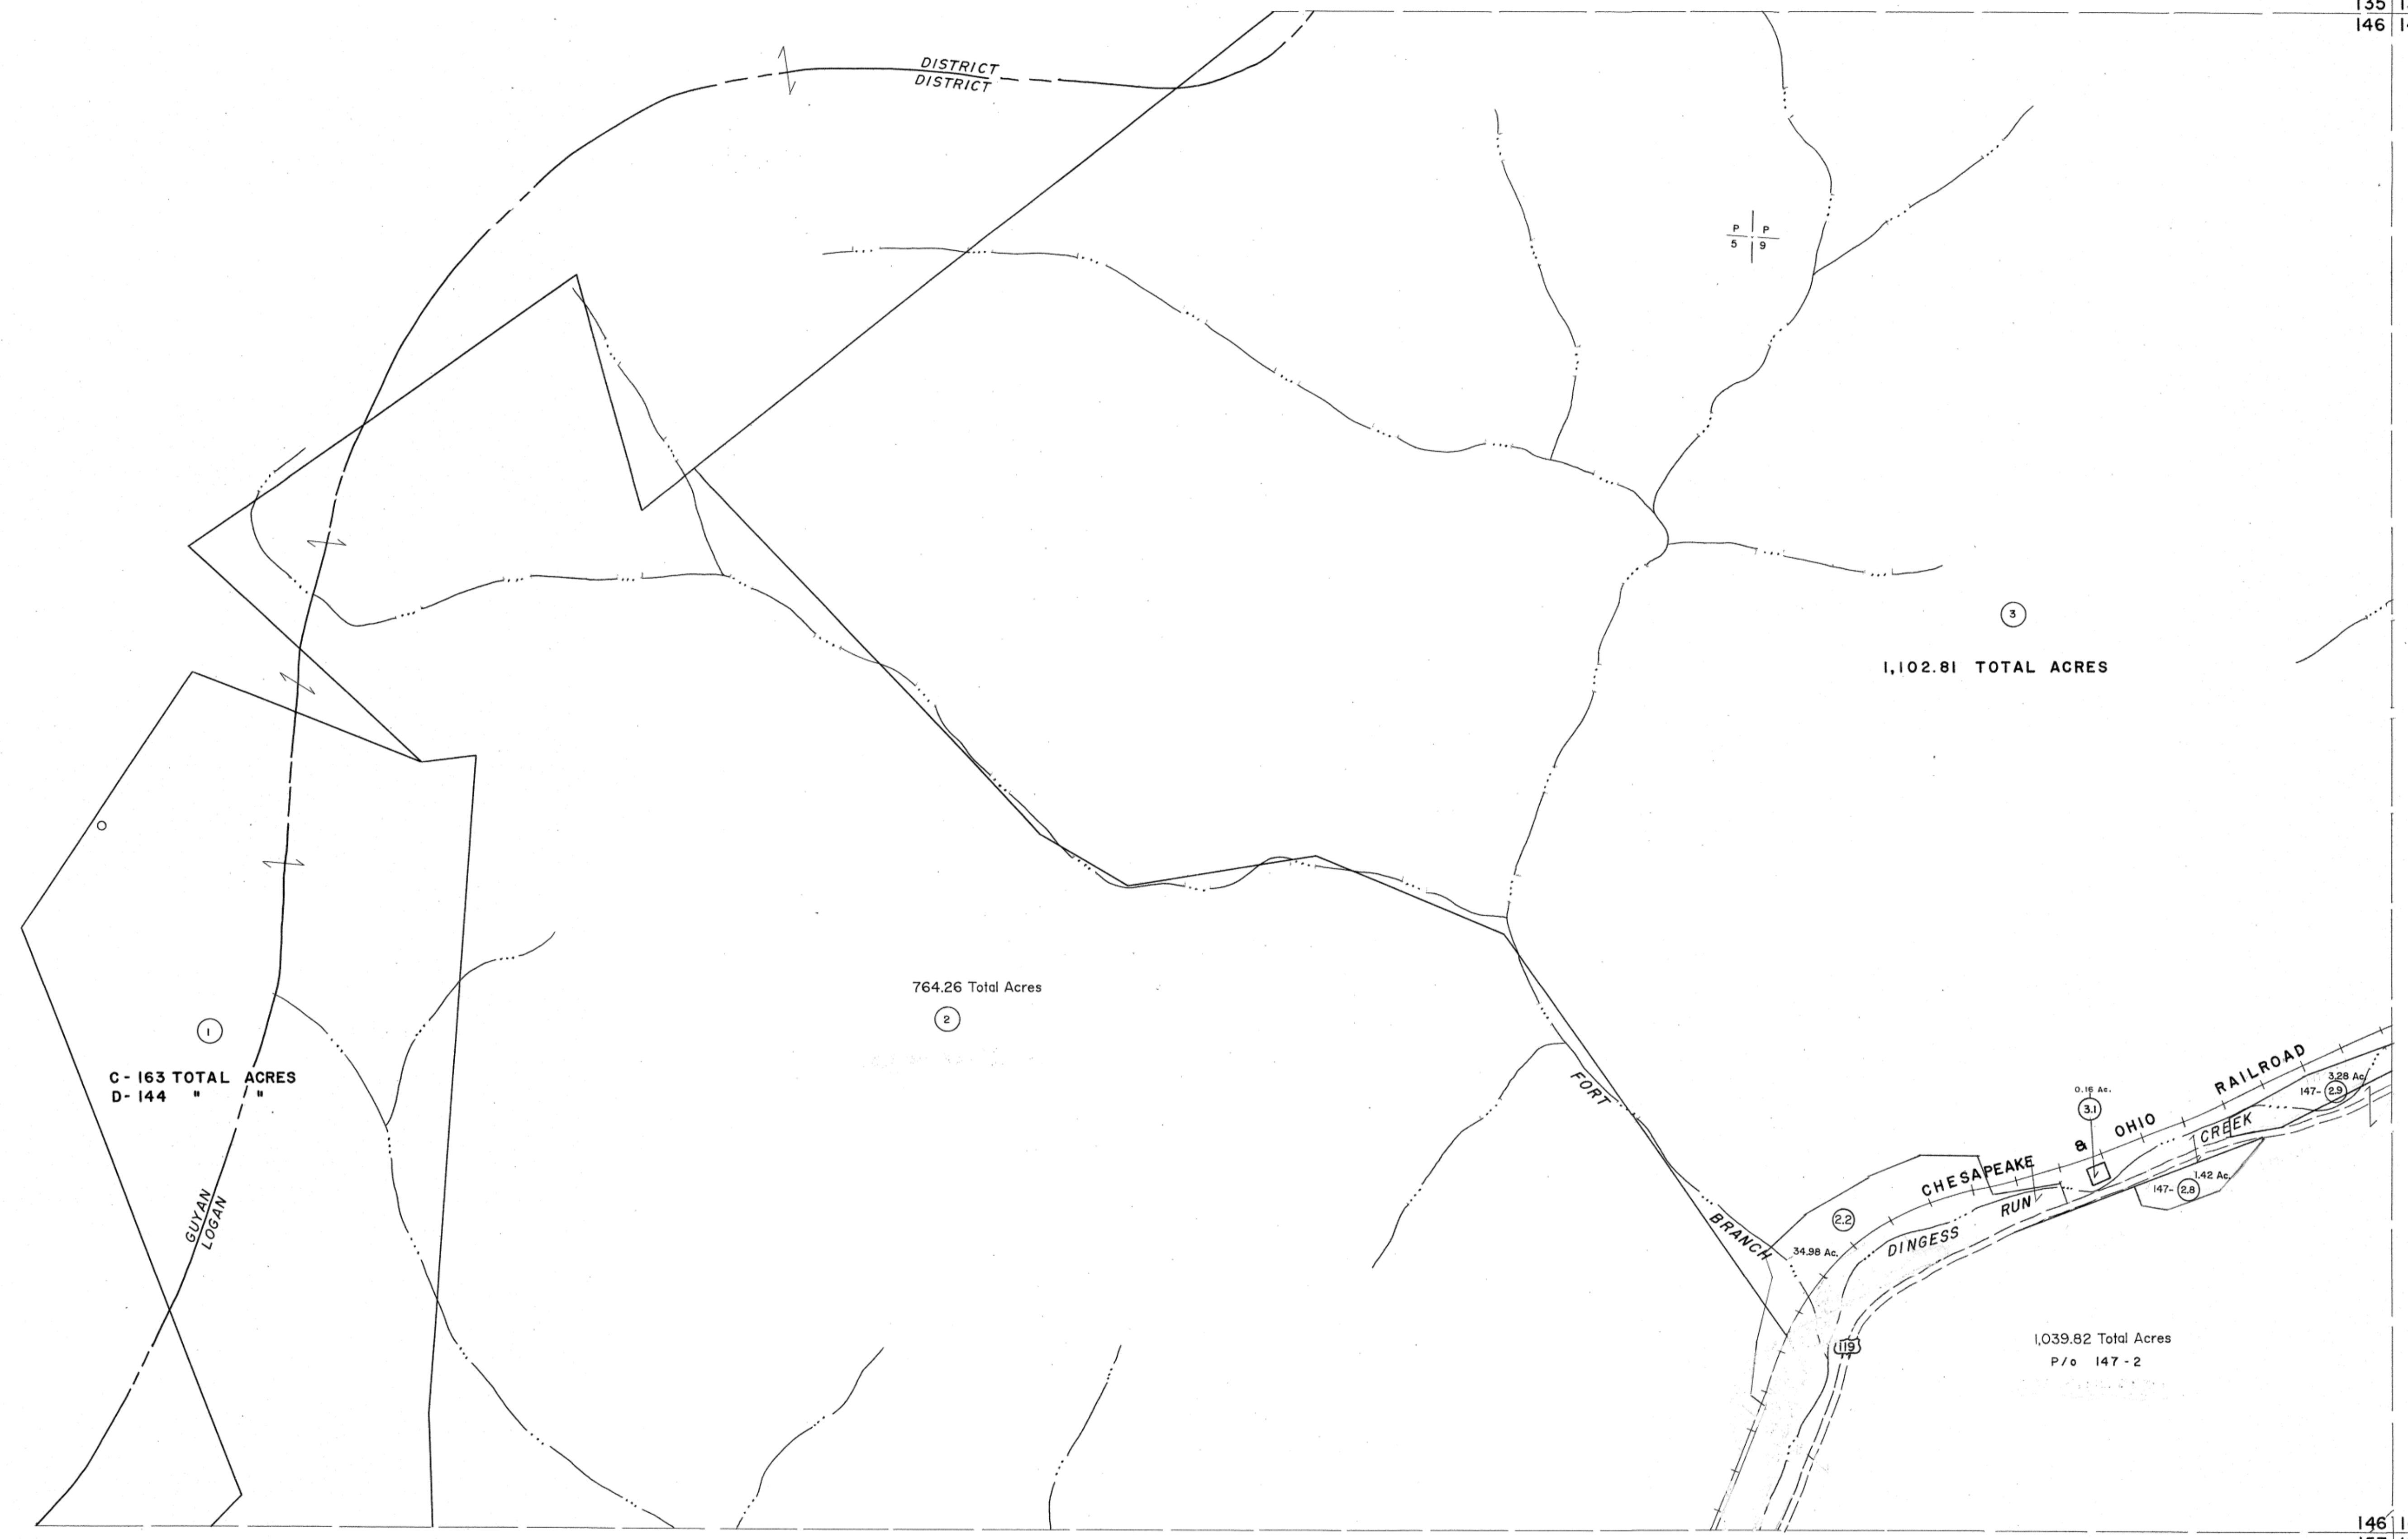 135
146
DISTRICT
DISTRICT
P P
5 9
3
1,102.81 TOTAL ACRES
764.26 Total Acres
2
1
C - 163 TOTAL ACRES
D - 144 " "
GUYAN
LOGAN
FORT
BRANCH
CHESAPEAKE & OHIO RAILROAD
0.16 Ac.
3.1
3.28 Ac
147- 2.9
DINGESS RUN CREEK
1.42 Ac.
147- 2.8
2.2
34.98 Ac.
119
1,039.82 Total Acres
P/o 147 - 2
146